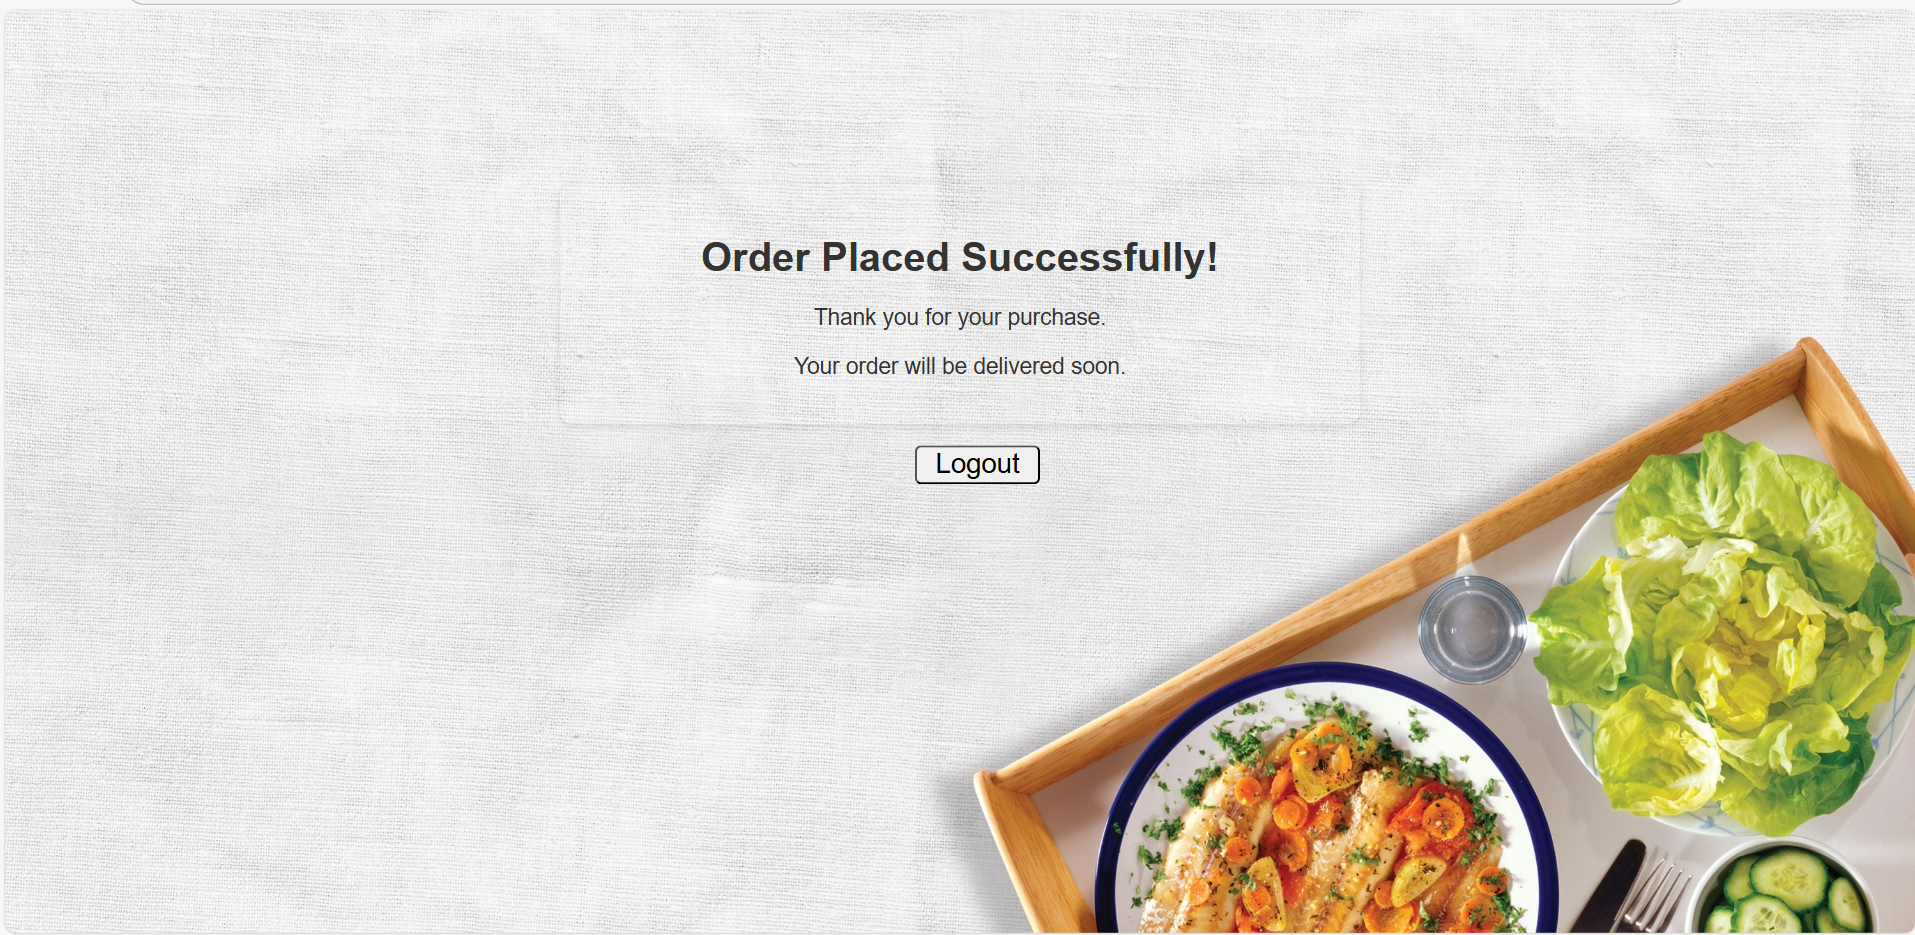 Order Placed Successfully!
Thank you for your purchase.
Your order will be delivered soon.
Logout